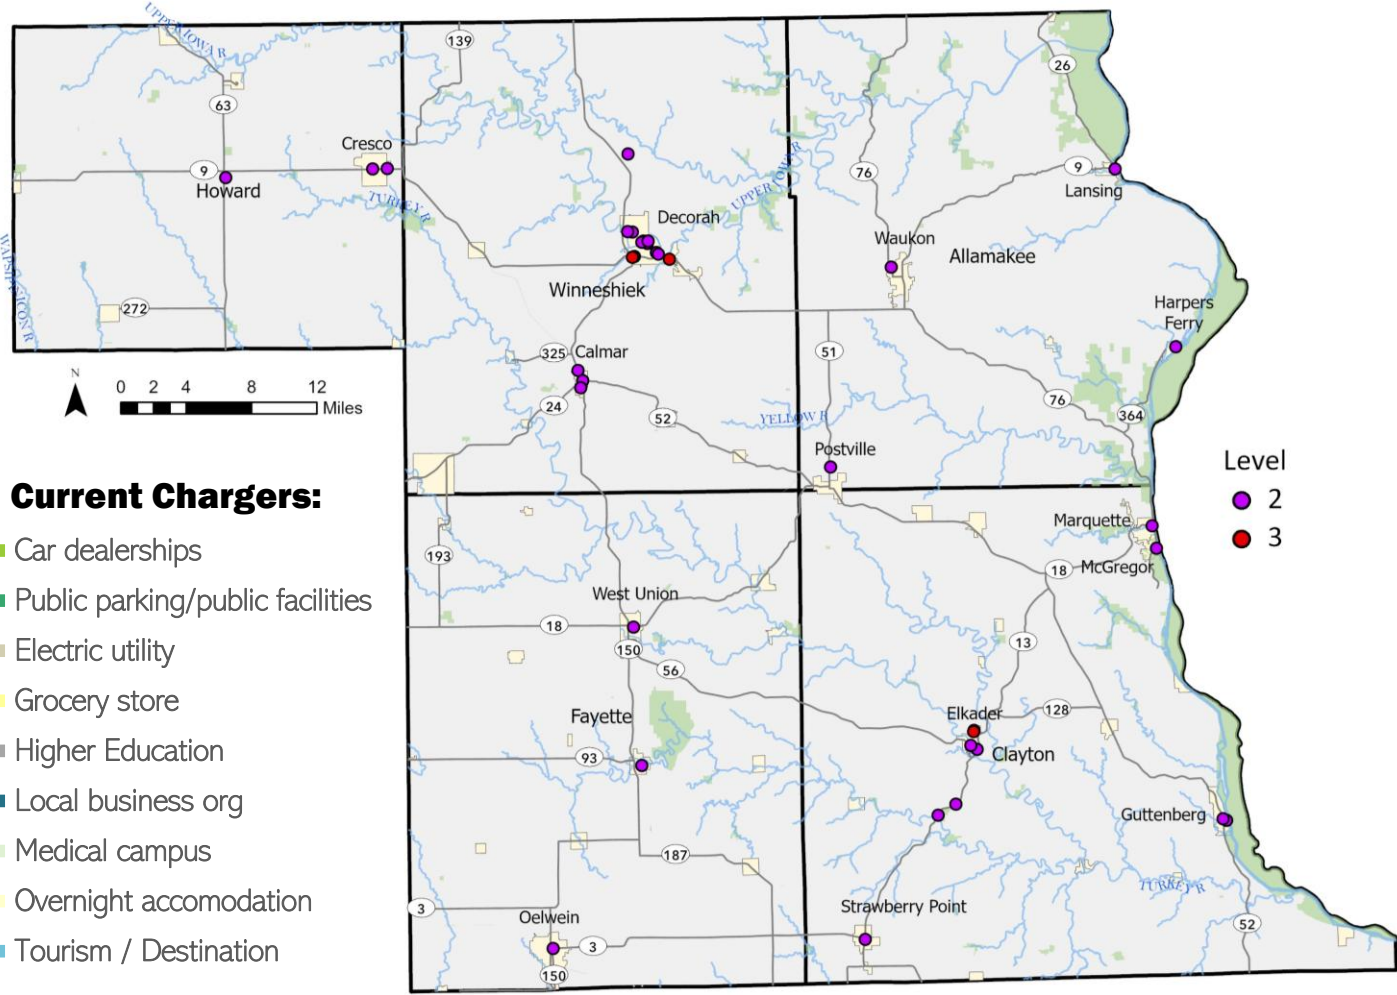 UPPER IOWA R
139
26
63
Cresco
9
Howard
TURKEY R
76
UPPER IOWA R
9
Lansing
Decorah
Waukon
Allamakee
WAPSIPINICON R
Winneshiek
272
Harpers
Ferry
325
Calmar
51
N
0 2 4 8 12
Miles
24
52
76
364
YELLOW R
Postville
Level
2
3
Current Chargers:
Car dealerships
Public parking/public facilities
Electric utility
Grocery store
Higher Education
Local business org
Medical campus
Overnight accomodation
Tourism / Destination
Marquette
193
18
McGregor
West Union
18
150
56
13
Fayette
Elkader
128
93
Clayton
Guttenberg
187
TURKEY R
3
Oelwein
Strawberry Point
3
52
150